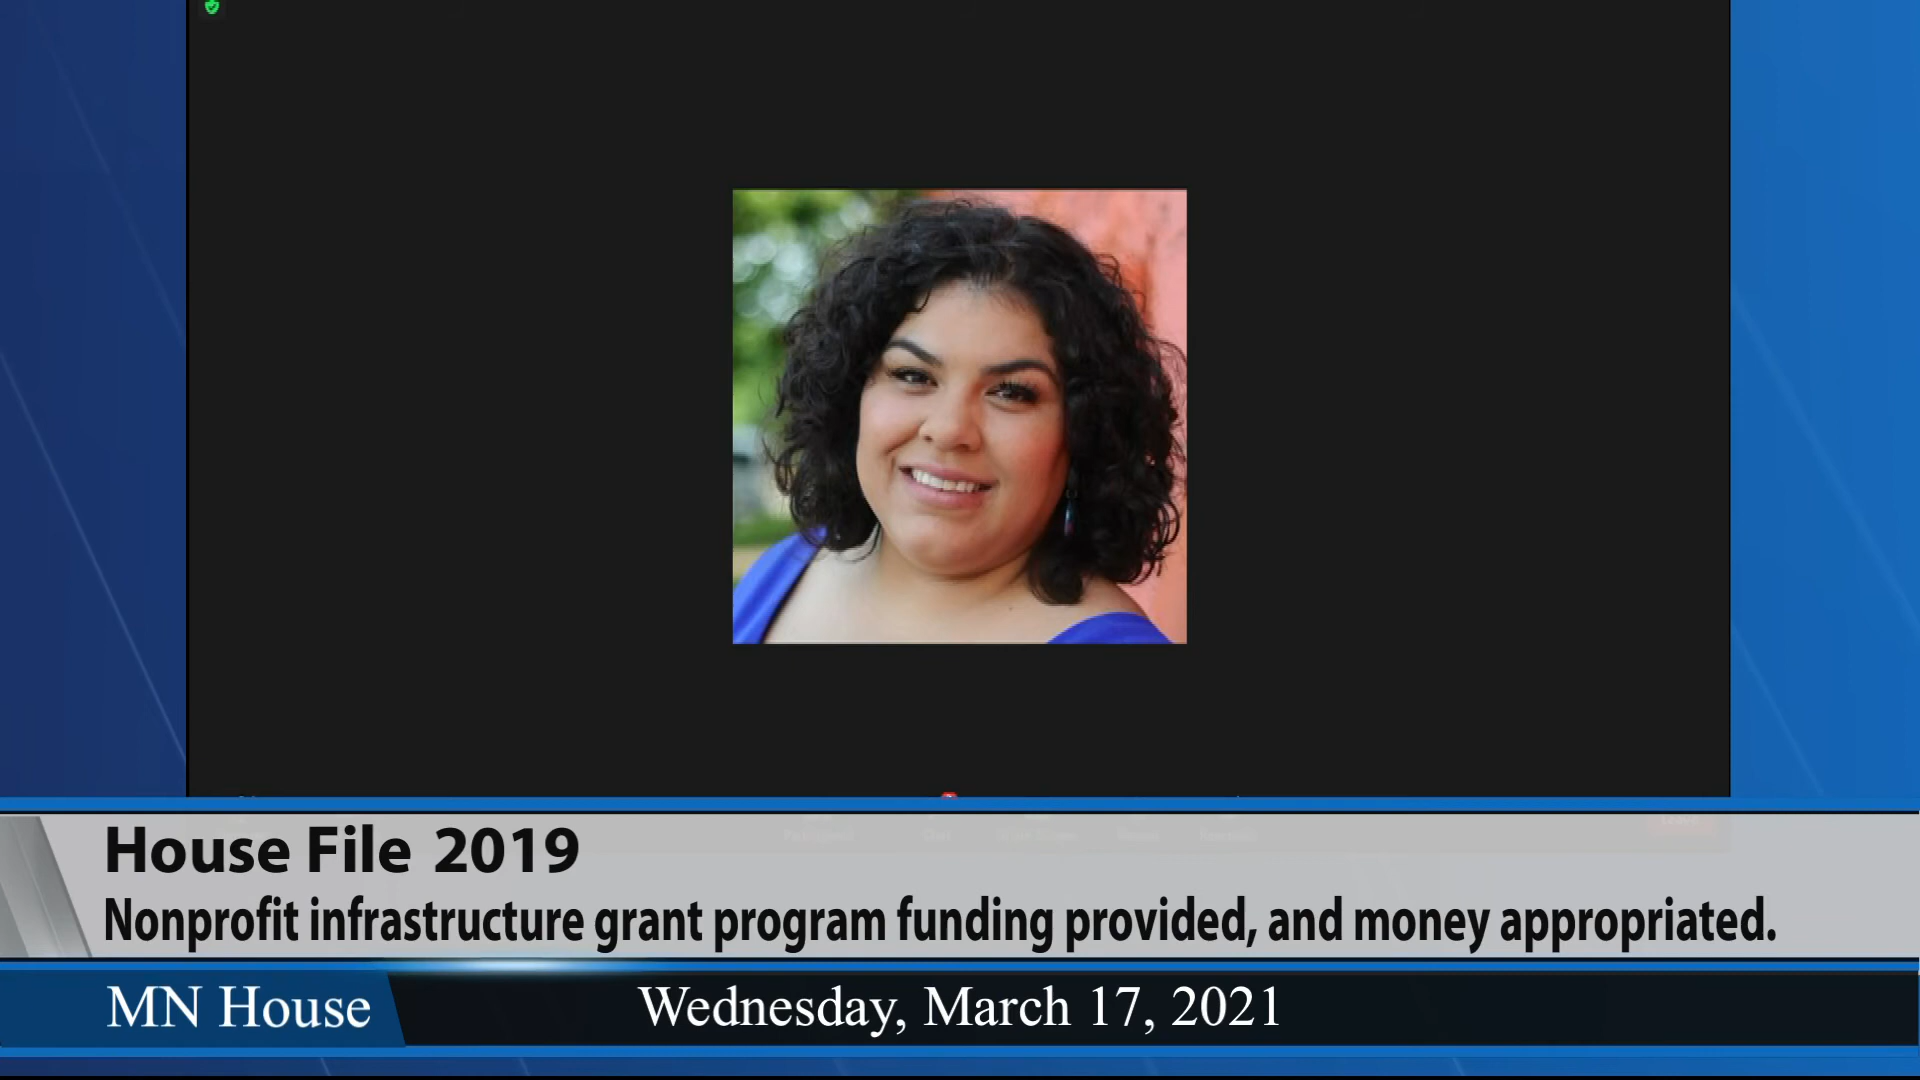 House File 2019
Nonprofit infrastructure grant program funding provided, and money appropriated.
MN House
Wednesday, March 17, 2021